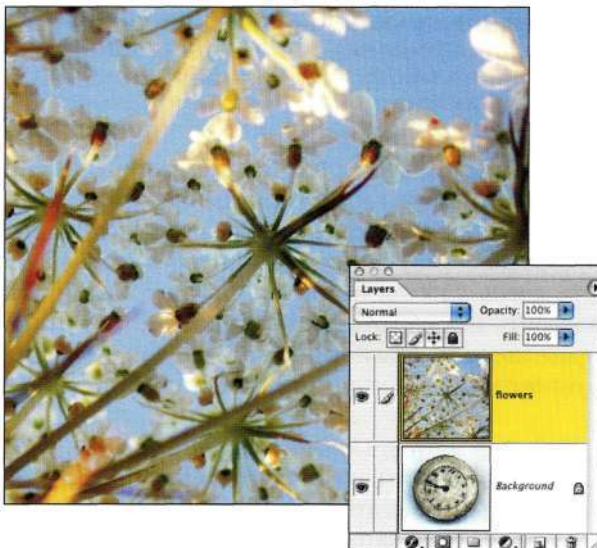 Layers
Normal Opacity: 100%
Lock: Fill: 100%
flowers
Background